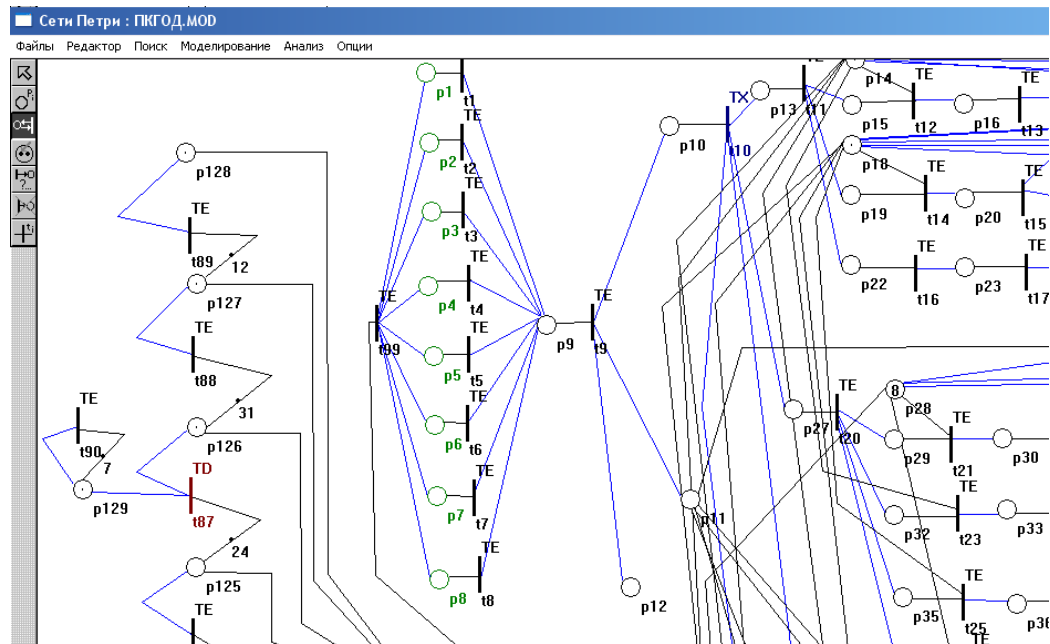 Сети Петри : ПКГОД.MOD
Файлы Редактор Поиск Моделирование Анализ Опции
p128
TE
t89
12
p127
TE
t88
31
p126
TE
t90
7
p129
TD
t87
24
p125
TE
TE
t99
p1
t1
TE
p2
t2
TE
p3
t3
TE
p4
t4
TE
p5
t5
TE
p6
t6
TE
p7
t7
TE
p8
t8
p9
TE
t9
p10
TX
t10
p11
p12
p13
TE
t11
p14
TE
p15
t12
p16
TE
t13
p18
TE
p19
t14
p20
TE
t15
TE
p22
t16
p23
TE
t17
p27
TE
t20
8
p28
TE
p29
t21
p30
TE
p32
t23
p33
TE
p35
t25
p36
TE